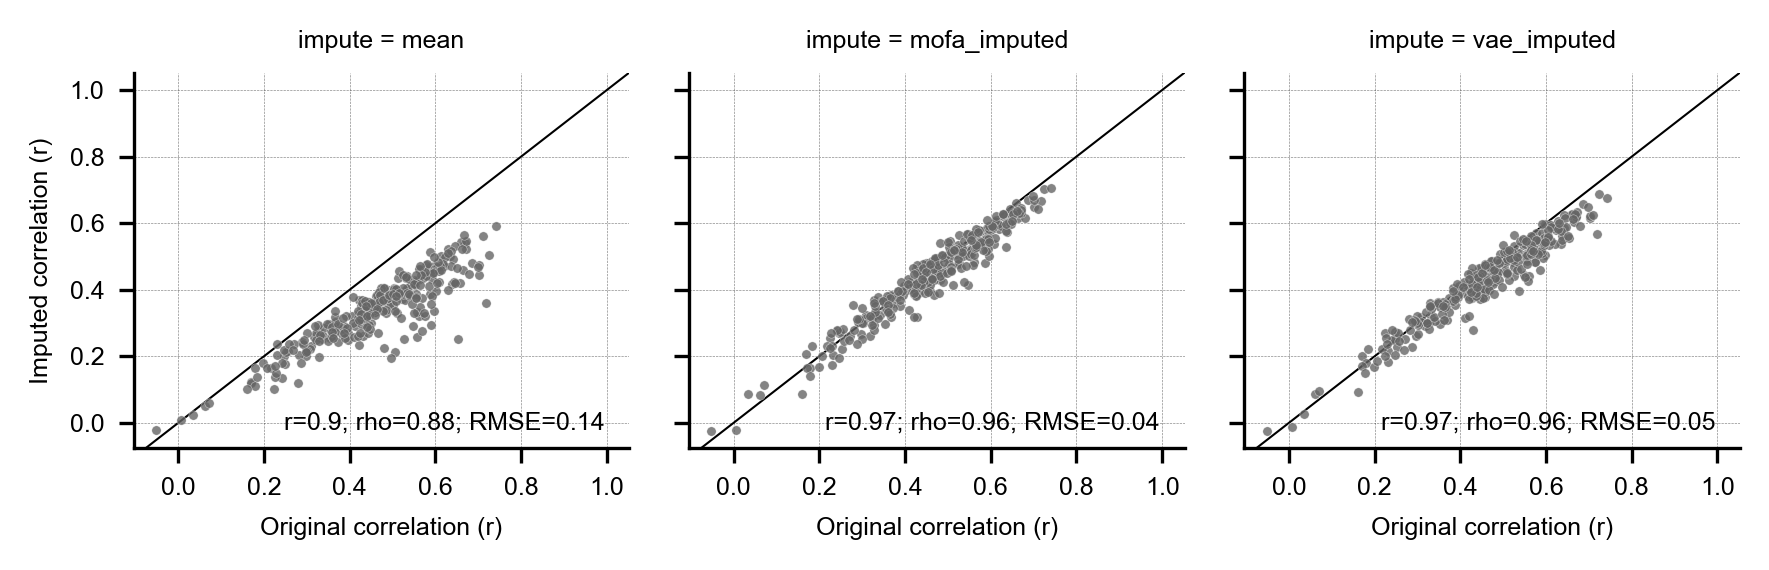 impute = mean
impute = mofa_imputed
impute = vae_imputed
Imputed correlation (r)
1.0
0.8
0.6
0.4
0.2
0.0
r=0.9; rho=0.88; RMSE=0.14
r=0.97; rho=0.96; RMSE=0.04
r=0.97; rho=0.96; RMSE=0.05
0.0 0.2 0.4 0.6 0.8 1.0
0.0 0.2 0.4 0.6 0.8 1.0
0.0 0.2 0.4 0.6 0.8 1.0
Original correlation (r)
Original correlation (r)
Original correlation (r)